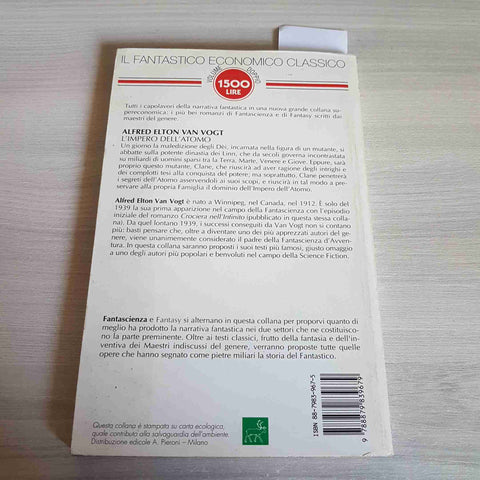 IL FANTASTICO ECONOMICO CLASSICO
VOLUME DOPPIO
1500
LIRE
Tutti i capolavori della narrativa fantastica in una nuova grande collana su-
pereconomica: i più bei romanzi di Fantascienza e di Fantasy scritti dai
maestri del genere.
ALFRED ELTON VAN VOGT
L'IMPERO DELL'ATOMO
Un giorno la maledizione degli Dèi, incarnata nella figura di un mutante, si
abbatte sulla potente dinastia dei Linn, che da secoli governa incontrastata
su miliardi di uomini sparsi tra la Terra, Marte, Venere e Giove. Eppure, sarà
proprio questo mutante, Clane, che riuscirà ad aver ragione degli intrighi e
dei complotti tesi alla conquista del potere; ma soprattutto, Clane penetrerà
i segreti dell'Atomo asservendoli ai suoi scopi, e riuscirà in tal modo a pre-
servare alla propria Famiglia il dominio dell'Impero dell'Atomo.
Alfred Elton Van Vogt è nato a Winnipeg, nel Canada, nel 1912. È solo del
1939 la sua prima apparizione nel campo della Fantascienza con l'episodio
iniziale del romanzo Crociera nell'Infinito (pubblicato in questa stessa colla-
na). Da quel lontano 1939, i successi conseguiti da Van Vogt non si contano
più: basti pensare che, oltre a diventare uno dei più apprezzati autori del ge-
nere, viene unanimemente considerato il padre della Fantascienza d'Avven-
tura. In questa collana saranno proposti i suoi testi più famosi, giusto omaggio
a uno degli autori più popolari e benvoluti nel campo della Science Fiction.
Fantascienza e Fantasy si alternano in questa collana per proporvi quanto di
meglio ha prodotto la narrativa fantastica nei due settori che ne costituisco-
no la parte preminente. Oltre ai testi classici, frutto della fantasia e dell'in-
ventiva dei Maestri indiscussi del genere, verranno proposte tutte quelle
opere che hanno segnato come pietre miliari la storia del Fantastico.
Questa collana è stampata su carta ecologica,
quale contributo alla salvaguardia dell'ambiente.
Distribuzione edicole A. Pieroni – Milano
ISBN 88-7983-967-5
9 788879 839679